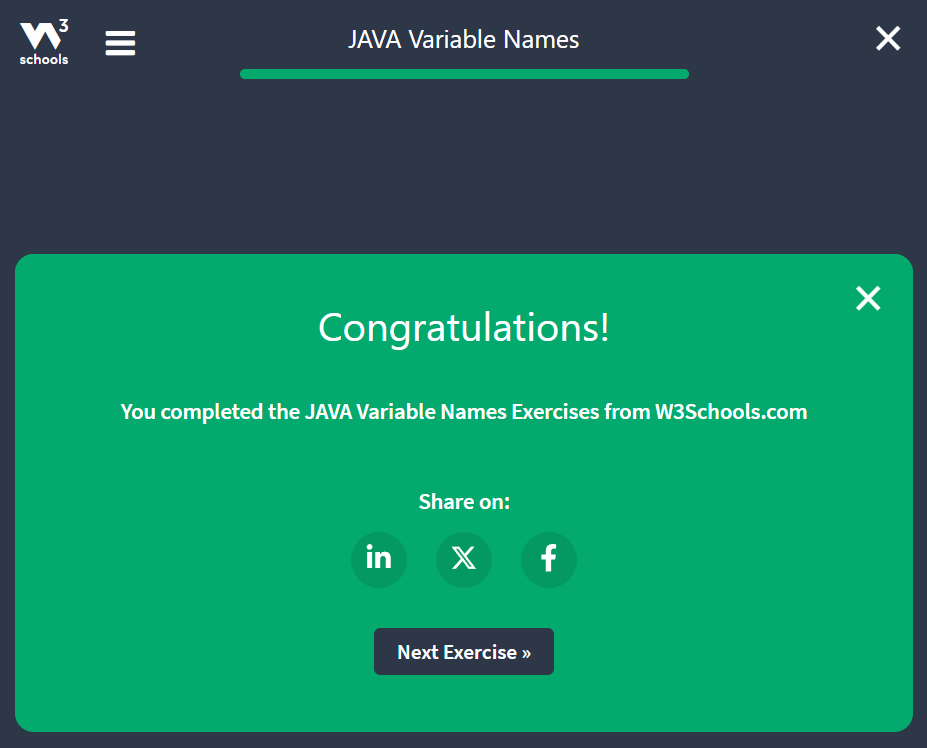 W3
schools
JAVA Variable Names
Congratulations!
You completed the JAVA Variable Names Exercises from W3Schools.com
Share on:
in
X
f
Next Exercise »